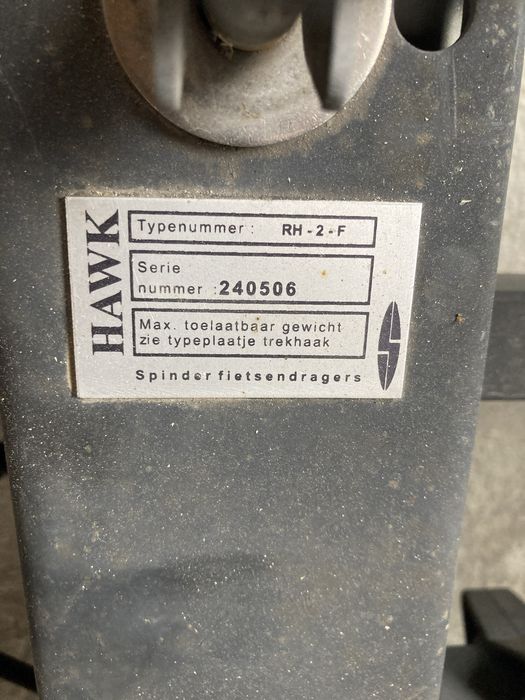 HAWK
Typenummer : RH - 2 - F
Serie
nummer : 240506
Max. toelaatbaar gewicht
zie typeplaatje trekhaak
Spinder fietsendragers